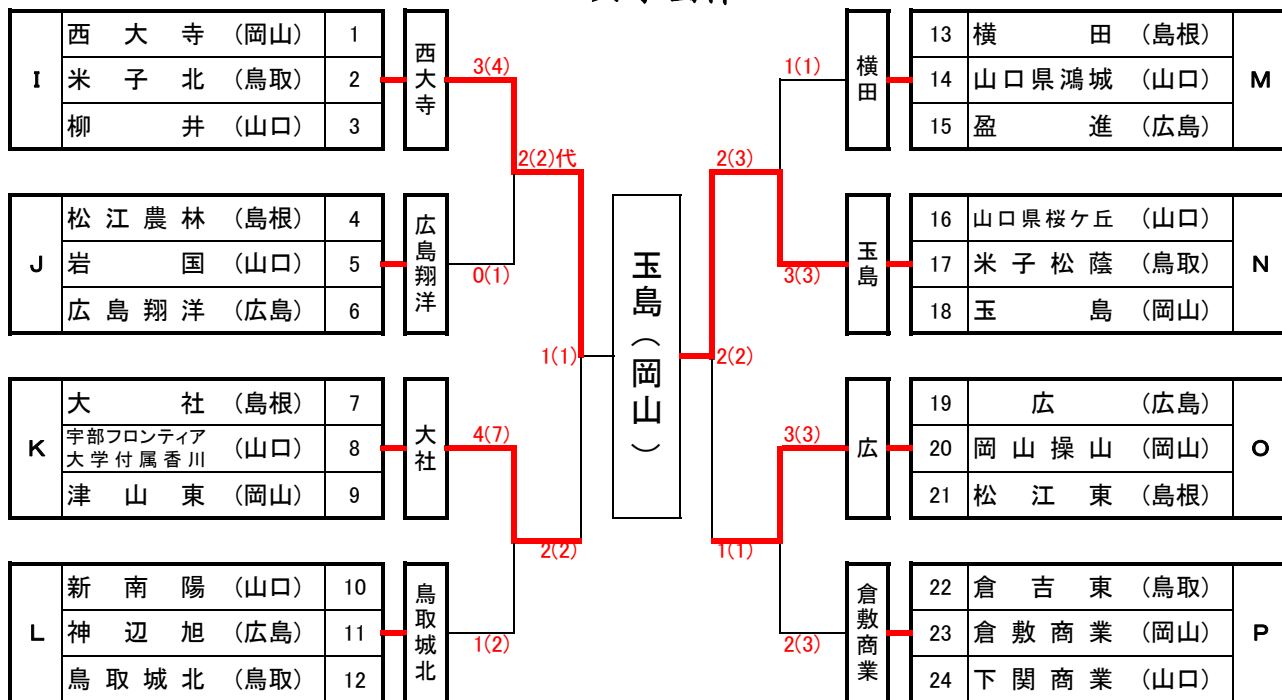 I
西大寺 (岡山) 1
米子北 (鳥取) 2
柳井 (山口) 3
西大寺
3(4)
2(2)代
J
松江農林 (島根) 4
岩国 (山口) 5
広島翔洋 (広島) 6
広島翔洋
0(1)
1(1)
K
大社 (島根) 7
宇部フロンティア
大学付属香川 (山口) 8
津山東 (岡山) 9
大社
4(7)
2(2)
L
新南陽 (山口) 10
神辺旭 (広島) 11
鳥取城北 (鳥取) 12
鳥取城北
1(2)
玉島(岡山)
1(1)
横田
13 横田 (島根)
14 山口県鴻城 (山口)
15 盈進 (広島)
M
2(3)
3(3)
玉島
16 山口県桜ケ丘 (山口)
17 米子松蔭 (鳥取)
18 玉島 (岡山)
N
2(2)
3(3)
広
19 広 (広島)
20 岡山操山 (岡山)
21 松江東 (島根)
O
1(1)
2(3)
倉敷商業
22 倉吉東 (鳥取)
23 倉敷商業 (岡山)
24 下関商業 (山口)
P